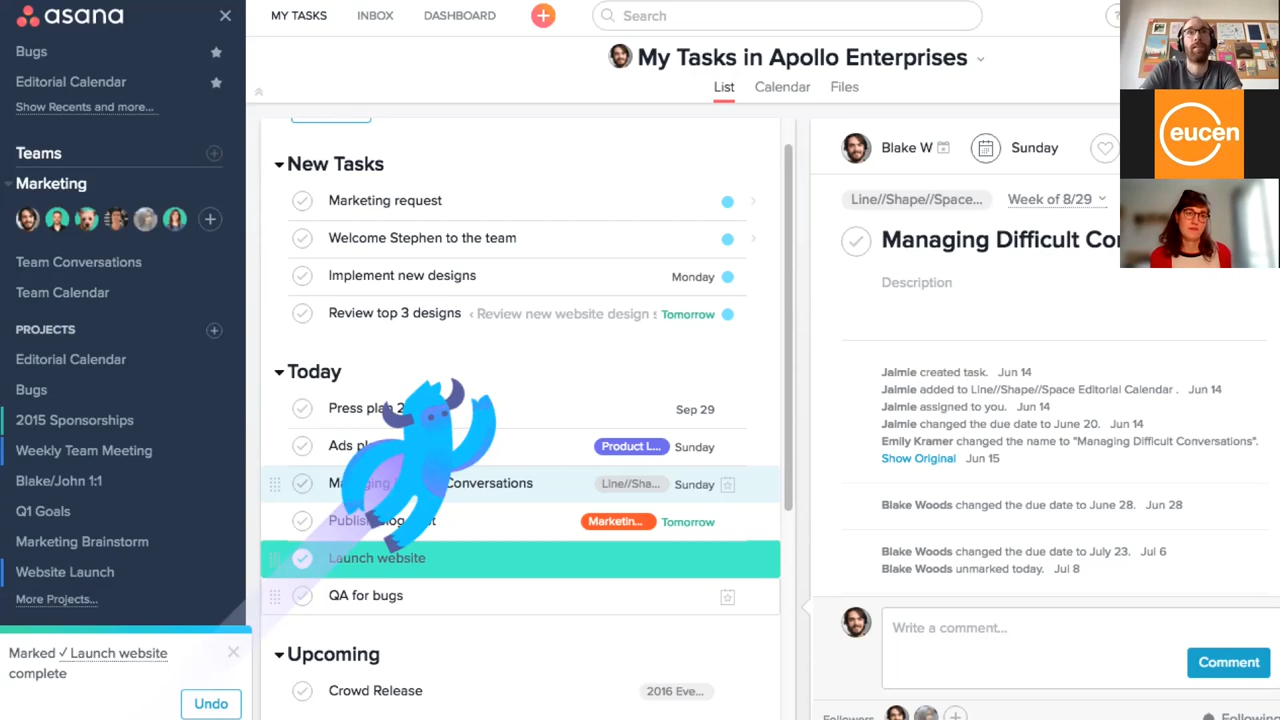 asana
Bugs
Editorial Calendar
Show Recents and more...
Teams
Marketing
Team Conversations
Team Calendar
PROJECTS
Editorial Calendar
Bugs
2015 Sponsorships
Weekly Team Meeting
Blake/John 1:1
Q1 Goals
Marketing Brainstorm
Website Launch
More Projects...
Marked ✓ Launch website
complete
Undo
MY TASKS INBOX DASHBOARD
Search
My Tasks in Apollo Enterprises
List Calendar Files
New Tasks
Marketing request
Welcome Stephen to the team
Implement new designs Monday
Review top 3 designs ‹ Review new website design Tomorrow
Today
Press plan 2 Sep 29
Ads Product L... Sunday
Conversations Line//Sha... Sunday
Marketin... Tomorrow
Launch website
QA for bugs
Upcoming
Crowd Release 2016 Eve...
Blake W Sunday
Line//Shape//Space... Week of 8/29
Managing Difficult
Description
Jaimie created task. Jun 14
Jaimie added to Line//Shape//Space Editorial Calendar . Jun 14
Jaimie assigned to you. Jun 14
Jaimie changed the due date to June 20. Jun 14
Emily Kramer changed the name to "Managing Difficult Conversations".
Show Original Jun 15
Blake Woods changed the due date to June 28. Jun 28
Blake Woods changed the due date to July 23. Jul 6
Blake Woods unmarked today. Jul 8
Write a comment...
Comment
Followers Following
eucen